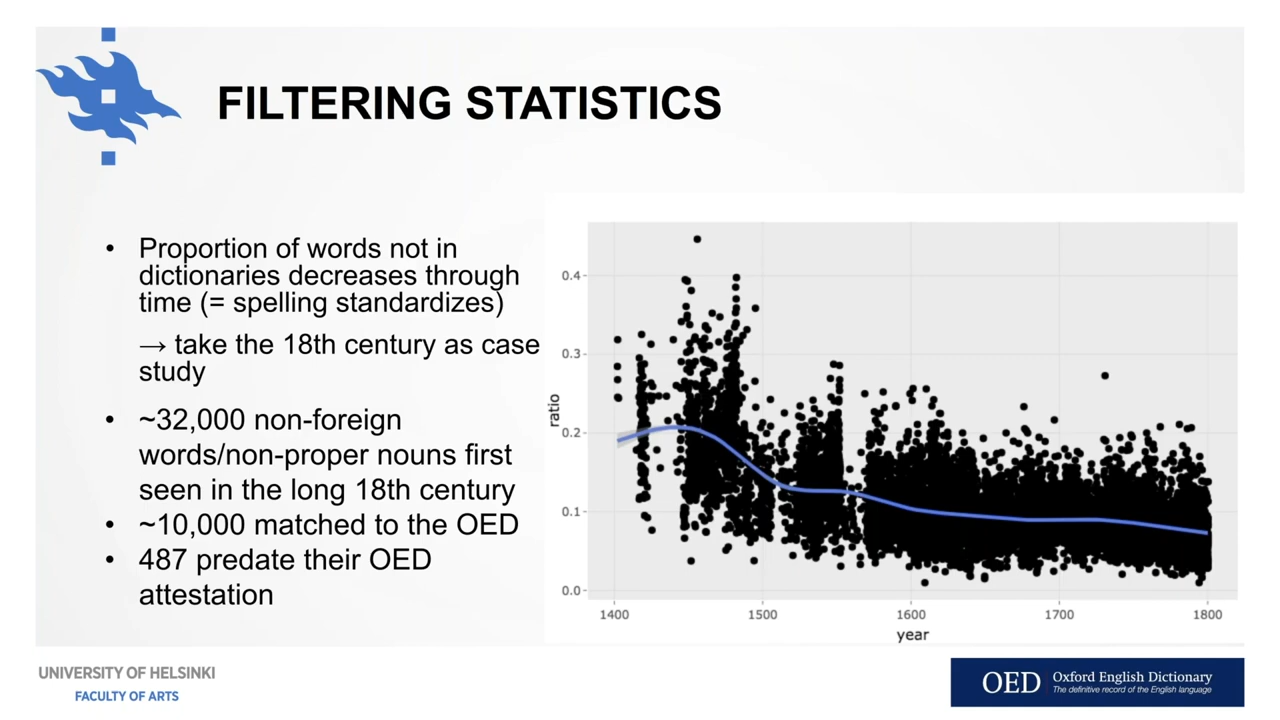 FILTERING STATISTICS
• Proportion of words not in
dictionaries decreases through
time (= spelling standardizes)
→ take the 18th century as case
study
• ~32,000 non-foreign
words/non-proper nouns first
seen in the long 18th century
• ~10,000 matched to the OED
• 487 predate their OED
attestation
ratio
0.4
0.3
0.2
0.1
0.0
1400 1500 1600 1700 1800
year
UNIVERSITY OF HELSINKI
FACULTY OF ARTS
OED Oxford English Dictionary
The definitive record of the English language